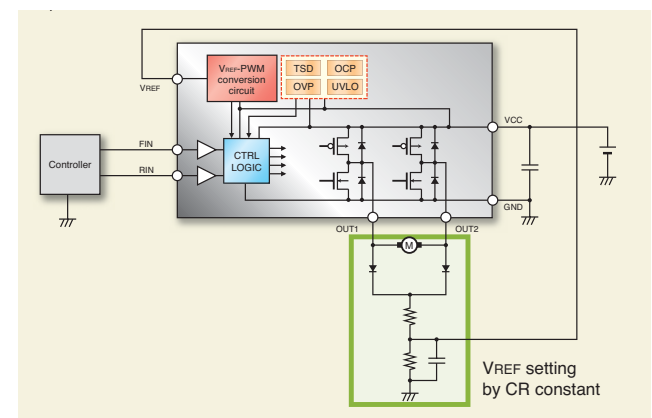 VREF-PWM
conversion
circuit
TSD
OCP
OVP
UVLO
VREF
VCC
FIN
Controller
CTRL
LOGIC
RIN
GND
OUT1
OUT2
M
VREF setting
by CR constant